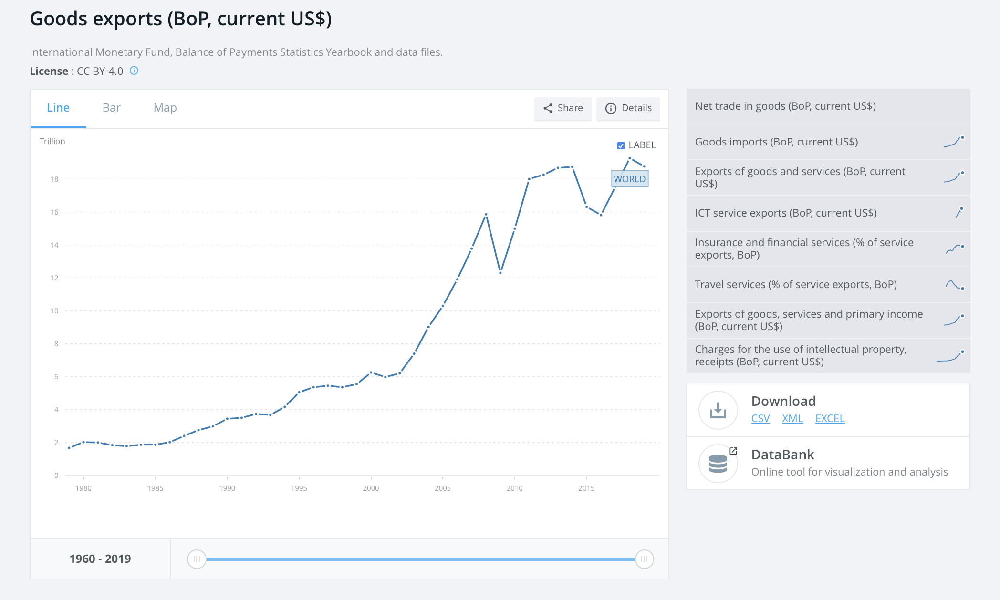 Goods exports (BoP, current US$)
International Monetary Fund, Balance of Payments Statistics Yearbook and data files.
License : CC BY-4.0
Line
Bar
Map
Share
Details
Trillion
LABEL
WORLD
18
16
14
12
10
8
6
4
2
0
1980
1985
1990
1995
2000
2005
2010
2015
1960 - 2019
Net trade in goods (BoP, current US$)
Goods imports (BoP, current US$)
Exports of goods and services (BoP, current
US$)
ICT service exports (BoP, current US$)
Insurance and financial services (% of service
exports, BoP)
Travel services (% of service exports, BoP)
Exports of goods, services and primary income
(BoP, current US$)
Charges for the use of intellectual property,
receipts (BoP, current US$)
Download
CSV XML EXCEL
DataBank
Online tool for visualization and analysis